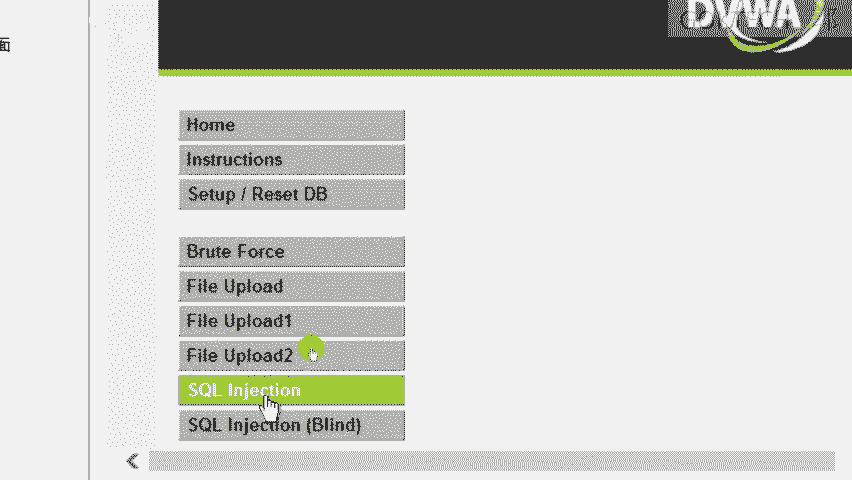 DVWA
面
Home
Instructions
Setup / Reset DB
Brute Force
File Upload
File Upload1
File Upload2
SQL Injection
SQL Injection (Blind)